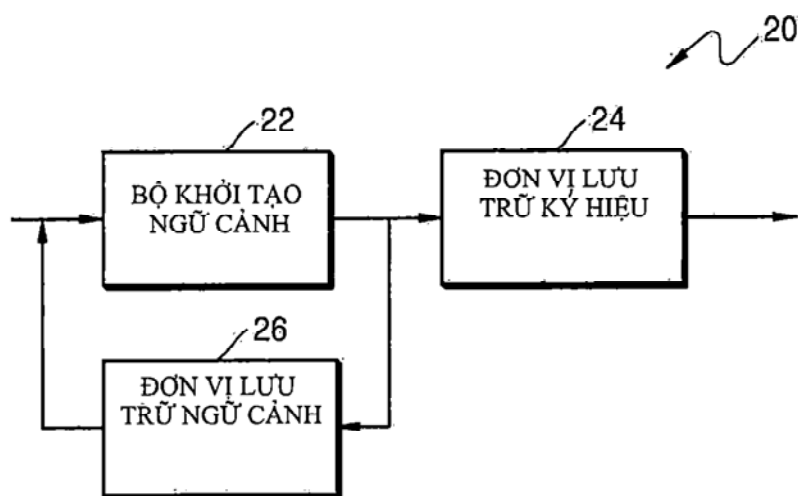 20
22
BỘ KHỞI TẠO
NGỮ CẢNH
24
ĐƠN VỊ LƯU
TRỮ KÝ HIỆU
26
ĐƠN VỊ LƯU
TRỮ NGỮ CẢNH